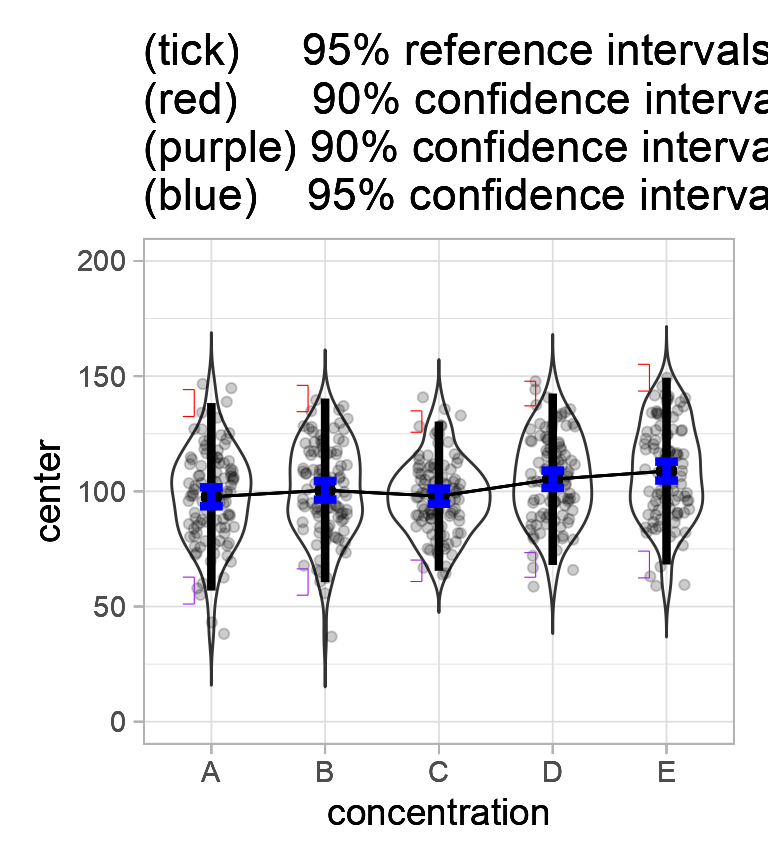 (tick) 95% reference intervals
(red) 90% confidence interva
(purple) 90% confidence interva
(blue) 95% confidence interva
200
150
100
50
0
center
A B C D E
concentration